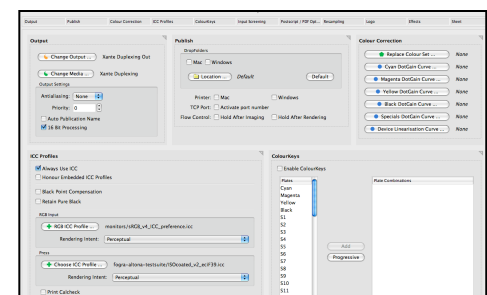 Output Publish Colour Correction ICC Profiles ColourKeys Input Screening Postscript / PDF Opt... Resampling Logs Effects Sheet
Output
Change Output ... Xante Duplexing Out
Change Media ... Xante Duplexing
Output Settings
Antialiasing: None
Priority: 0
Auto Publication Name
16 Bit Processing
Publish
DropFolders
Mac Windows
Location ... Default Default
Printer: Mac Windows
TCP Port: Activate port number
Flow Control: Hold After Imaging Hold After Rendering
Colour Correction
Replace Colour Set ... None
Cyan DotGain Curve ... None
Magenta DotGain Curve ... None
Yellow DotGain Curve ... None
Black DotGain Curve ... None
Specials DotGain Curve ... None
Device Linearisation Curve ... None
ICC Profiles
Always Use ICC
Honour Embedded ICC Profiles
Black Point Compensation
Retain Pure Black
RGB Input
RGB ICC Profile ... monitors/sRGB_v4_ICC_preference.icc
Rendering Intent: Perceptual
Press
Choose ICC Profile ... fogra-altona-testsuite/ISOcoated_v2_eciF39.icc
Rendering Intent: Perceptual
Print Calcheck
ColourKeys
Enable ColourKeys
Plates
Cyan
Magenta
Yellow
Black
S1
S2
S3
S4
S5
S6
S7
S8
S9
S10
S11
Add
Progressive
Plate Combinations